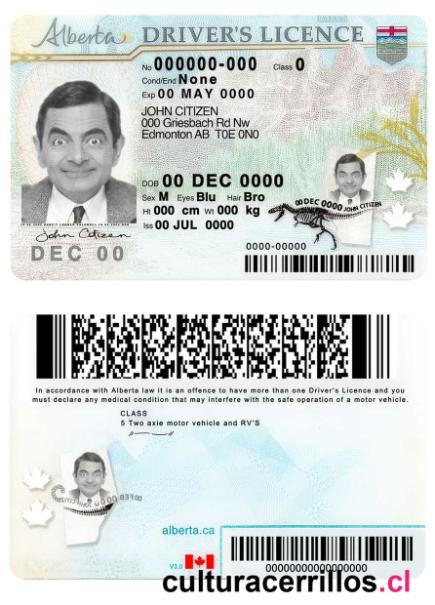 Alberta DRIVER'S LICENCE
No 000000-000 Class 0
Cond/End None
Exp 00 MAY 0000
JOHN CITIZEN
000 Griesbach Rd Nw
Edmonton AB T0E 0N0
DOB 00 DEC 0000
Sex M Eyes Blu Hair Bro
Ht 000 cm Wt 000 kg
Iss 00 JUL 0000
00 DEC 0000 JOHN CITIZEN
John Citizen
DEC 00
0000-00000
In accordance with Alberta law it is an offence to have more than one Driver's Licence and you
must declare any medical condition that may interfere with the safe operation of a motor vehicle.
CLASS
5 Two axle motor vehicle and RV'S
alberta.ca
V3.0
00000000000000000
culturacerrillos.cl